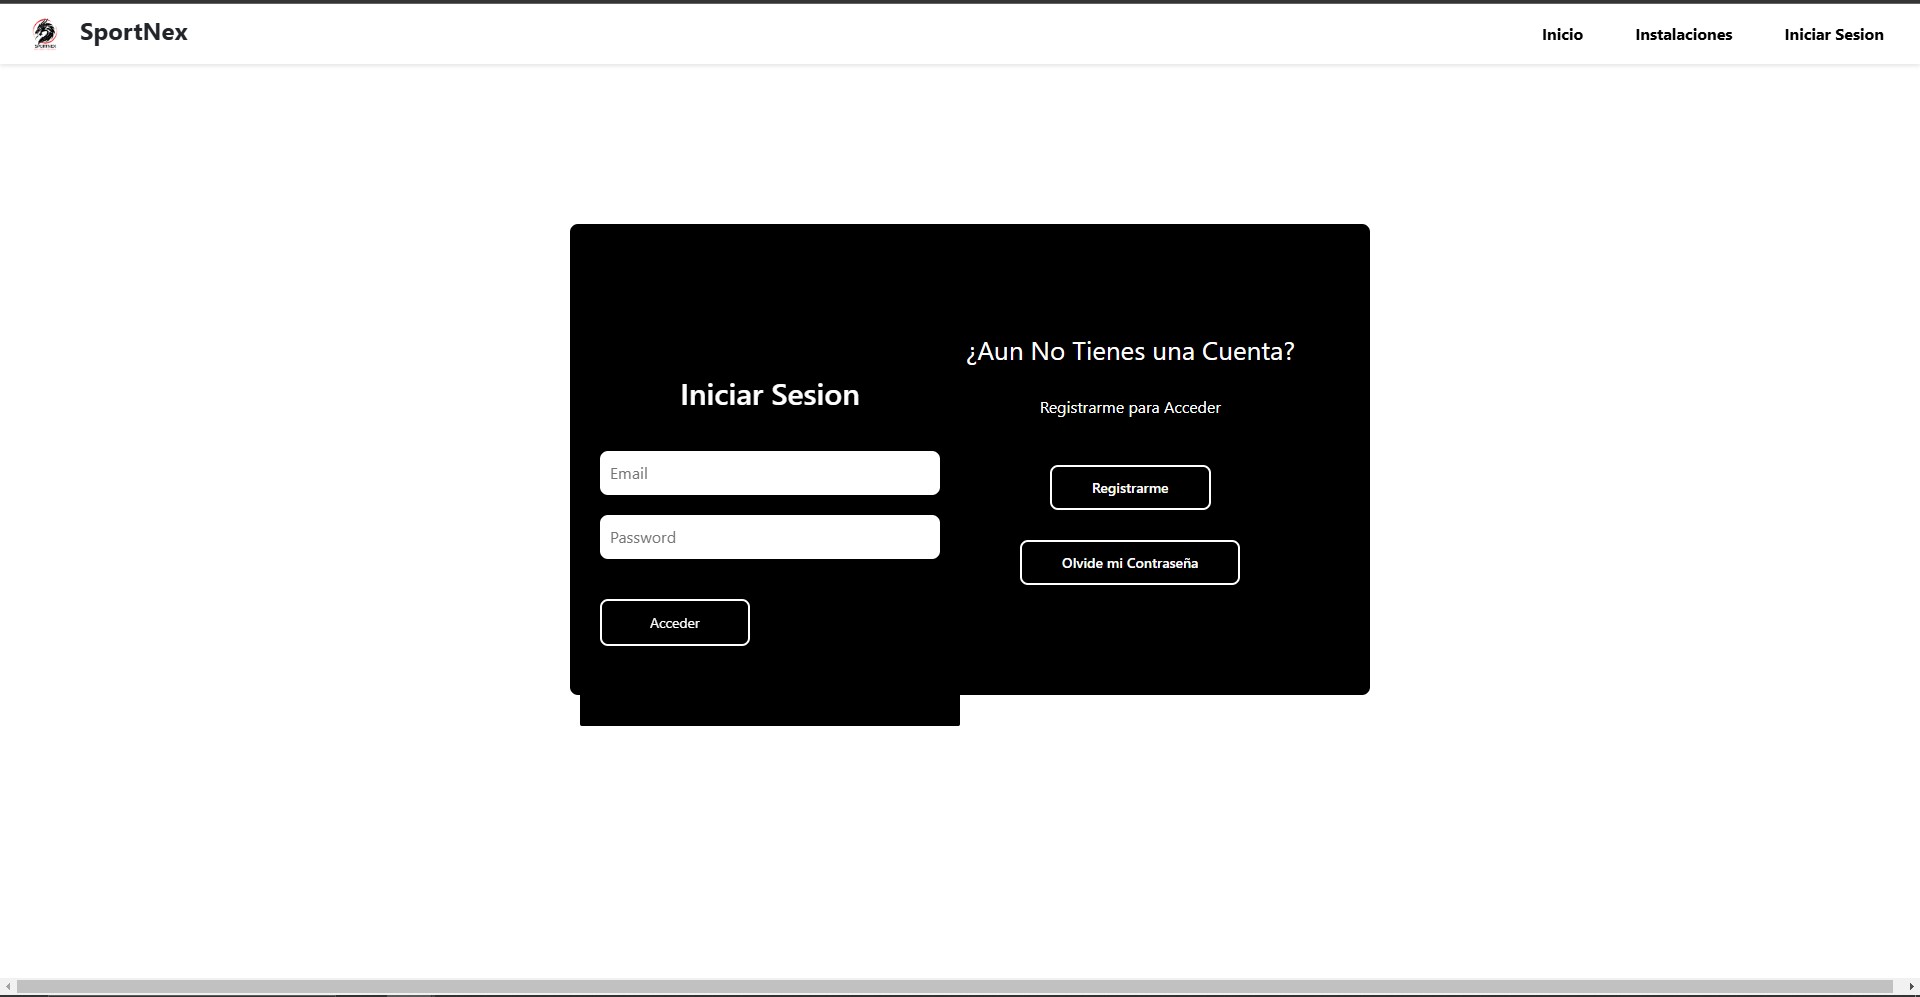 SportNex
Inicio
Instalaciones
Iniciar Sesion
¿Aun No Tienes una Cuenta?
Iniciar Sesion
Registrarme para Acceder
Email
Registrarme
Password
Olvide mi Contraseña
Acceder